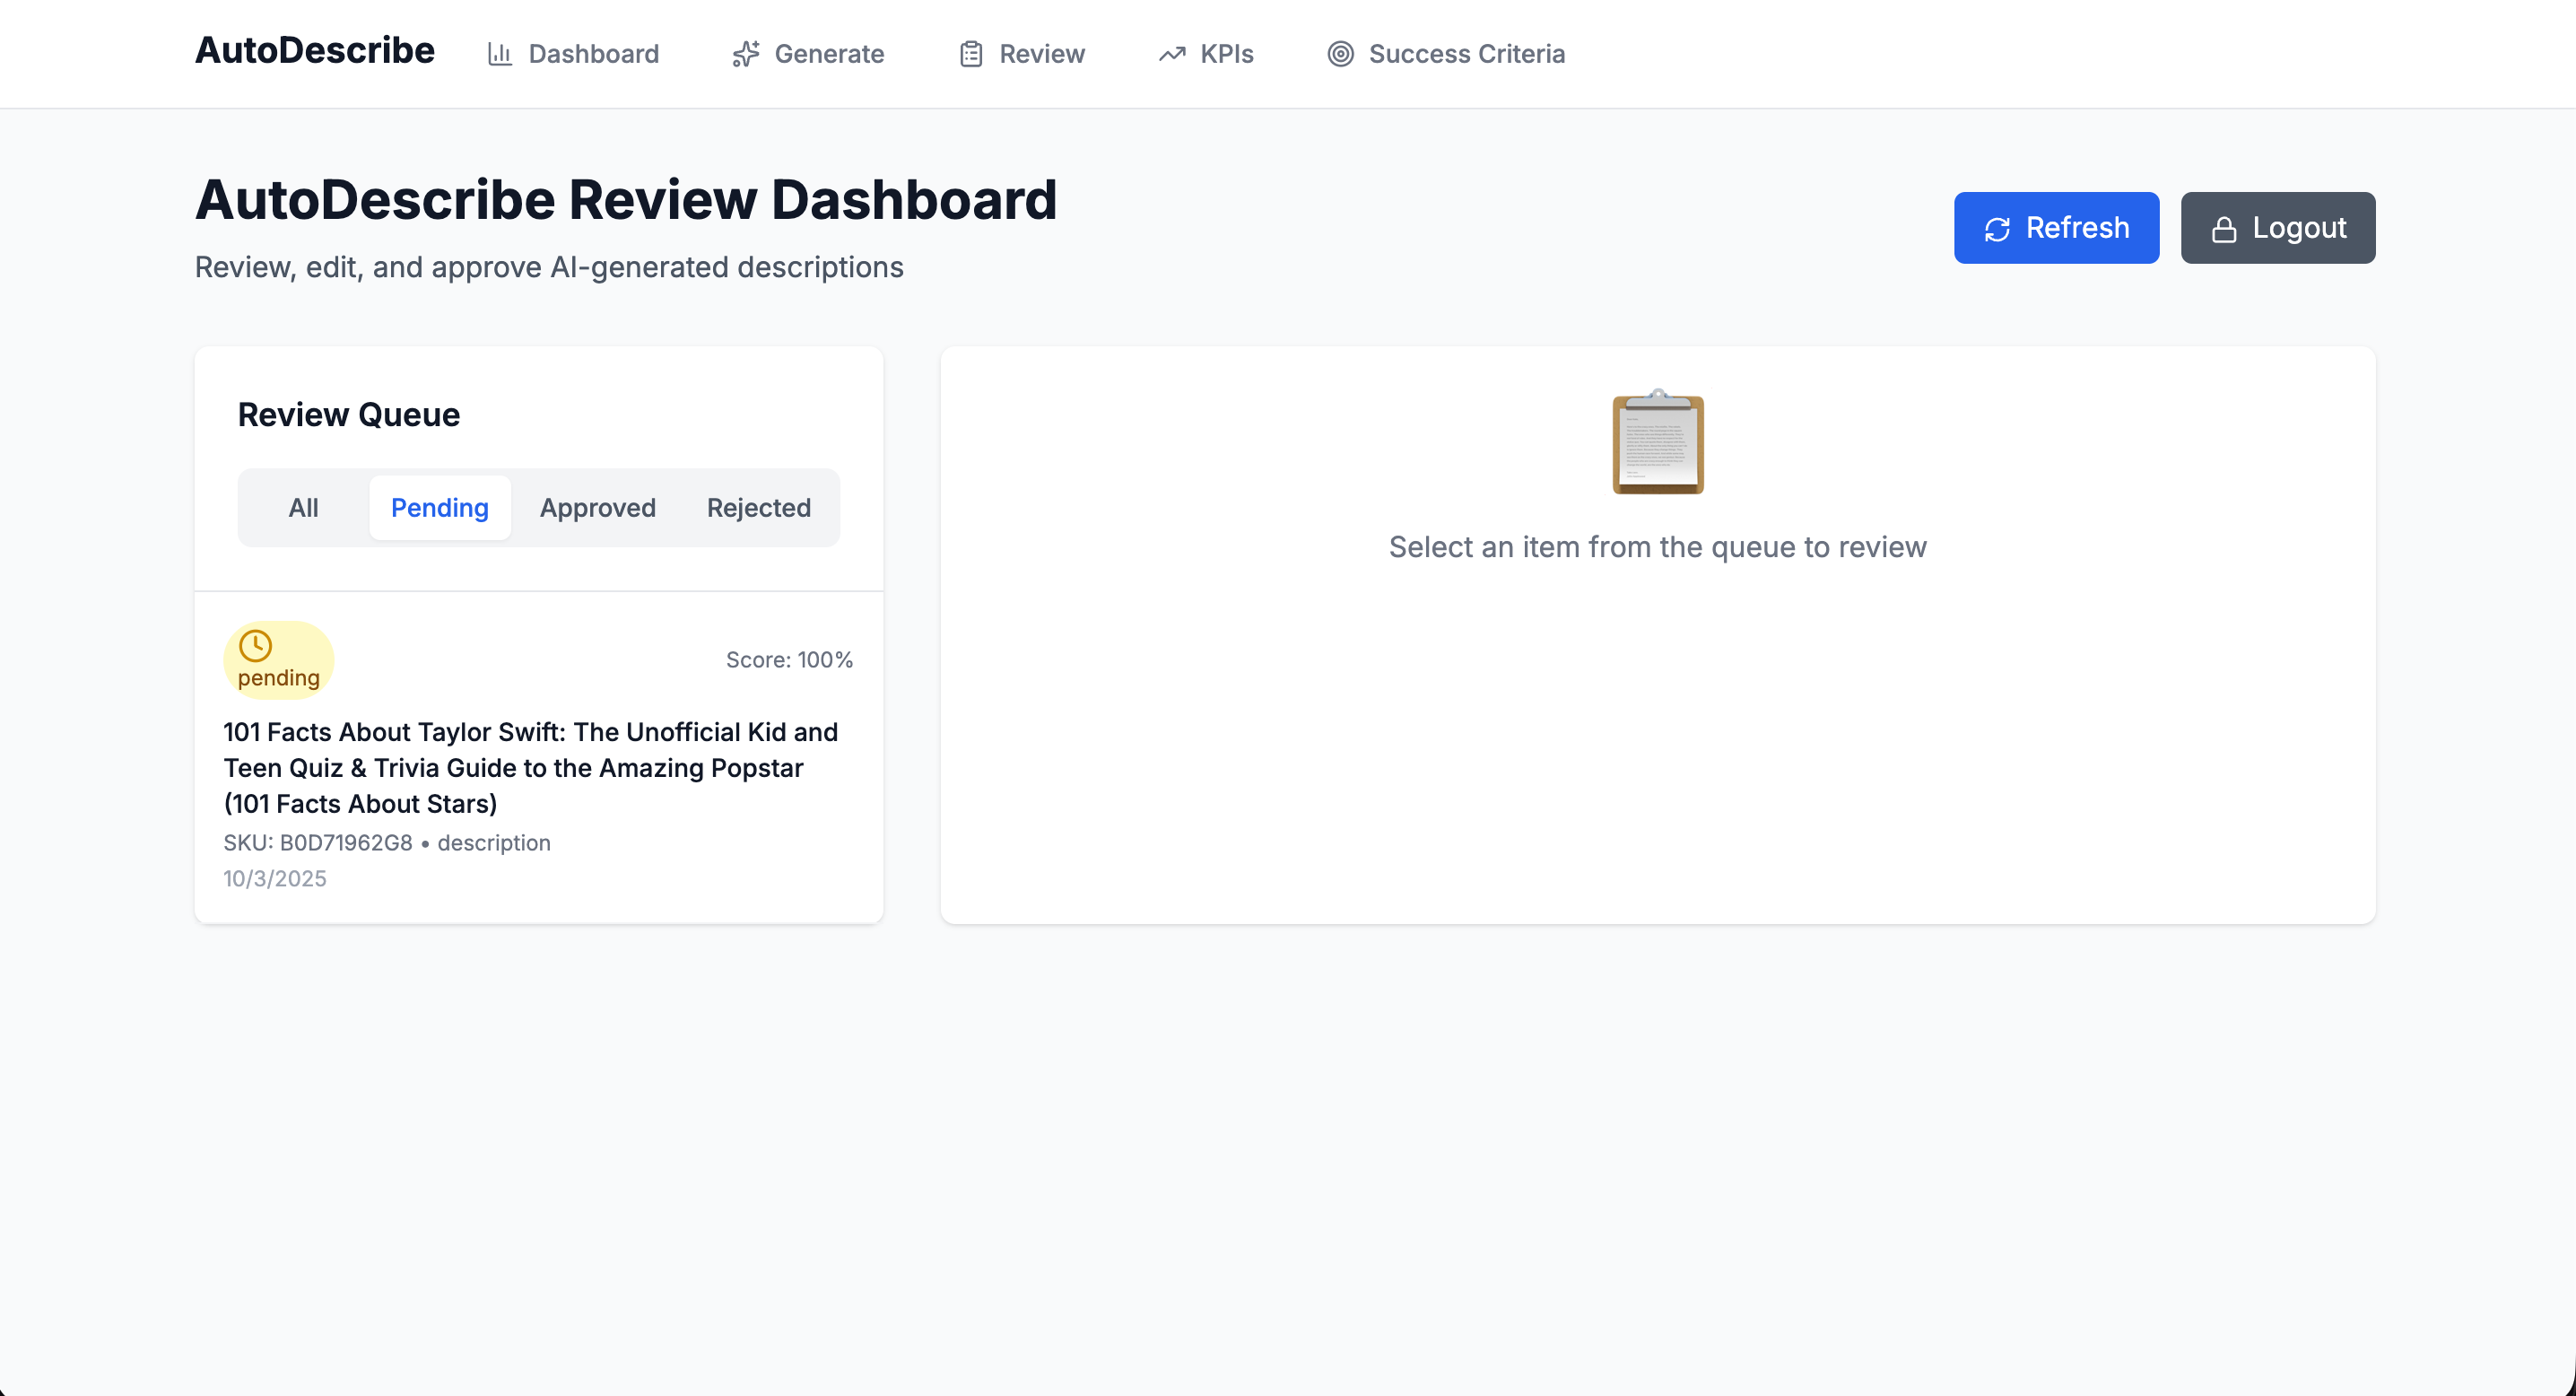 AutoDescribe
Dashboard
Generate
Review
KPIs
Success Criteria
AutoDescribe Review Dashboard
Review, edit, and approve AI-generated descriptions
Refresh
Logout
Review Queue
All
Pending
Approved
Rejected
pending
Score: 100%
101 Facts About Taylor Swift: The Unofficial Kid and
Teen Quiz & Trivia Guide to the Amazing Popstar
(101 Facts About Stars)
SKU: B0D71962G8 • description
10/3/2025
Select an item from the queue to review